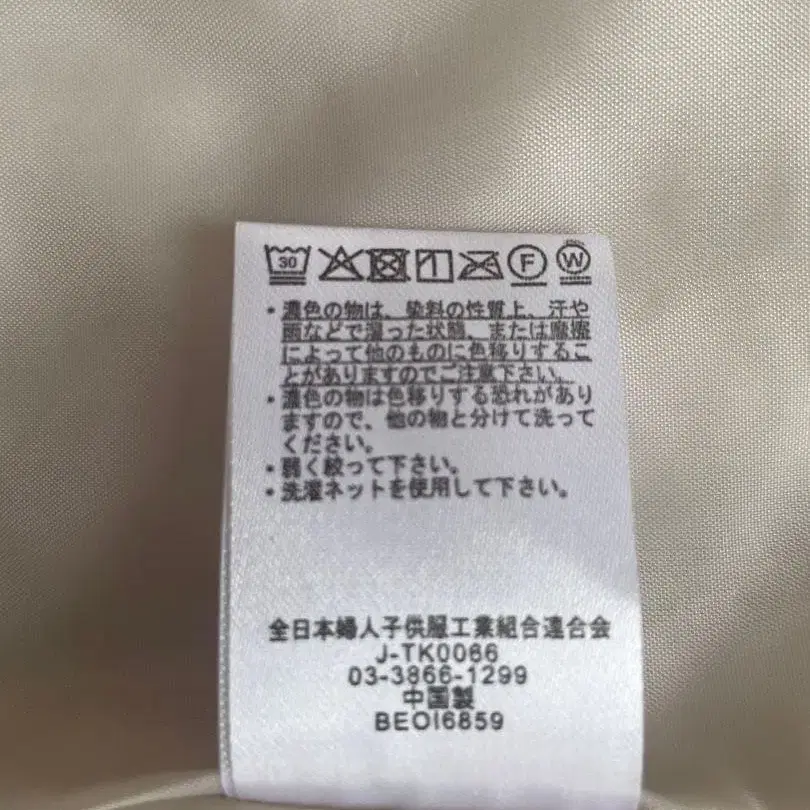 30 F W
・濃色の物は、染料の性質上、汗や
雨などで湿った状態、または摩擦
によって他のものに色移りするこ
とがありますのでご注意下さい。
・濃色の物は色移りする恐れがあり
ますので、他の物と分けて洗って
ください。
・弱く絞って下さい。
・洗濯ネットを使用して下さい。
全日本婦人子供服工業組合連合会
J-TK0066
03-3866-1299
中国製
BEOI6859